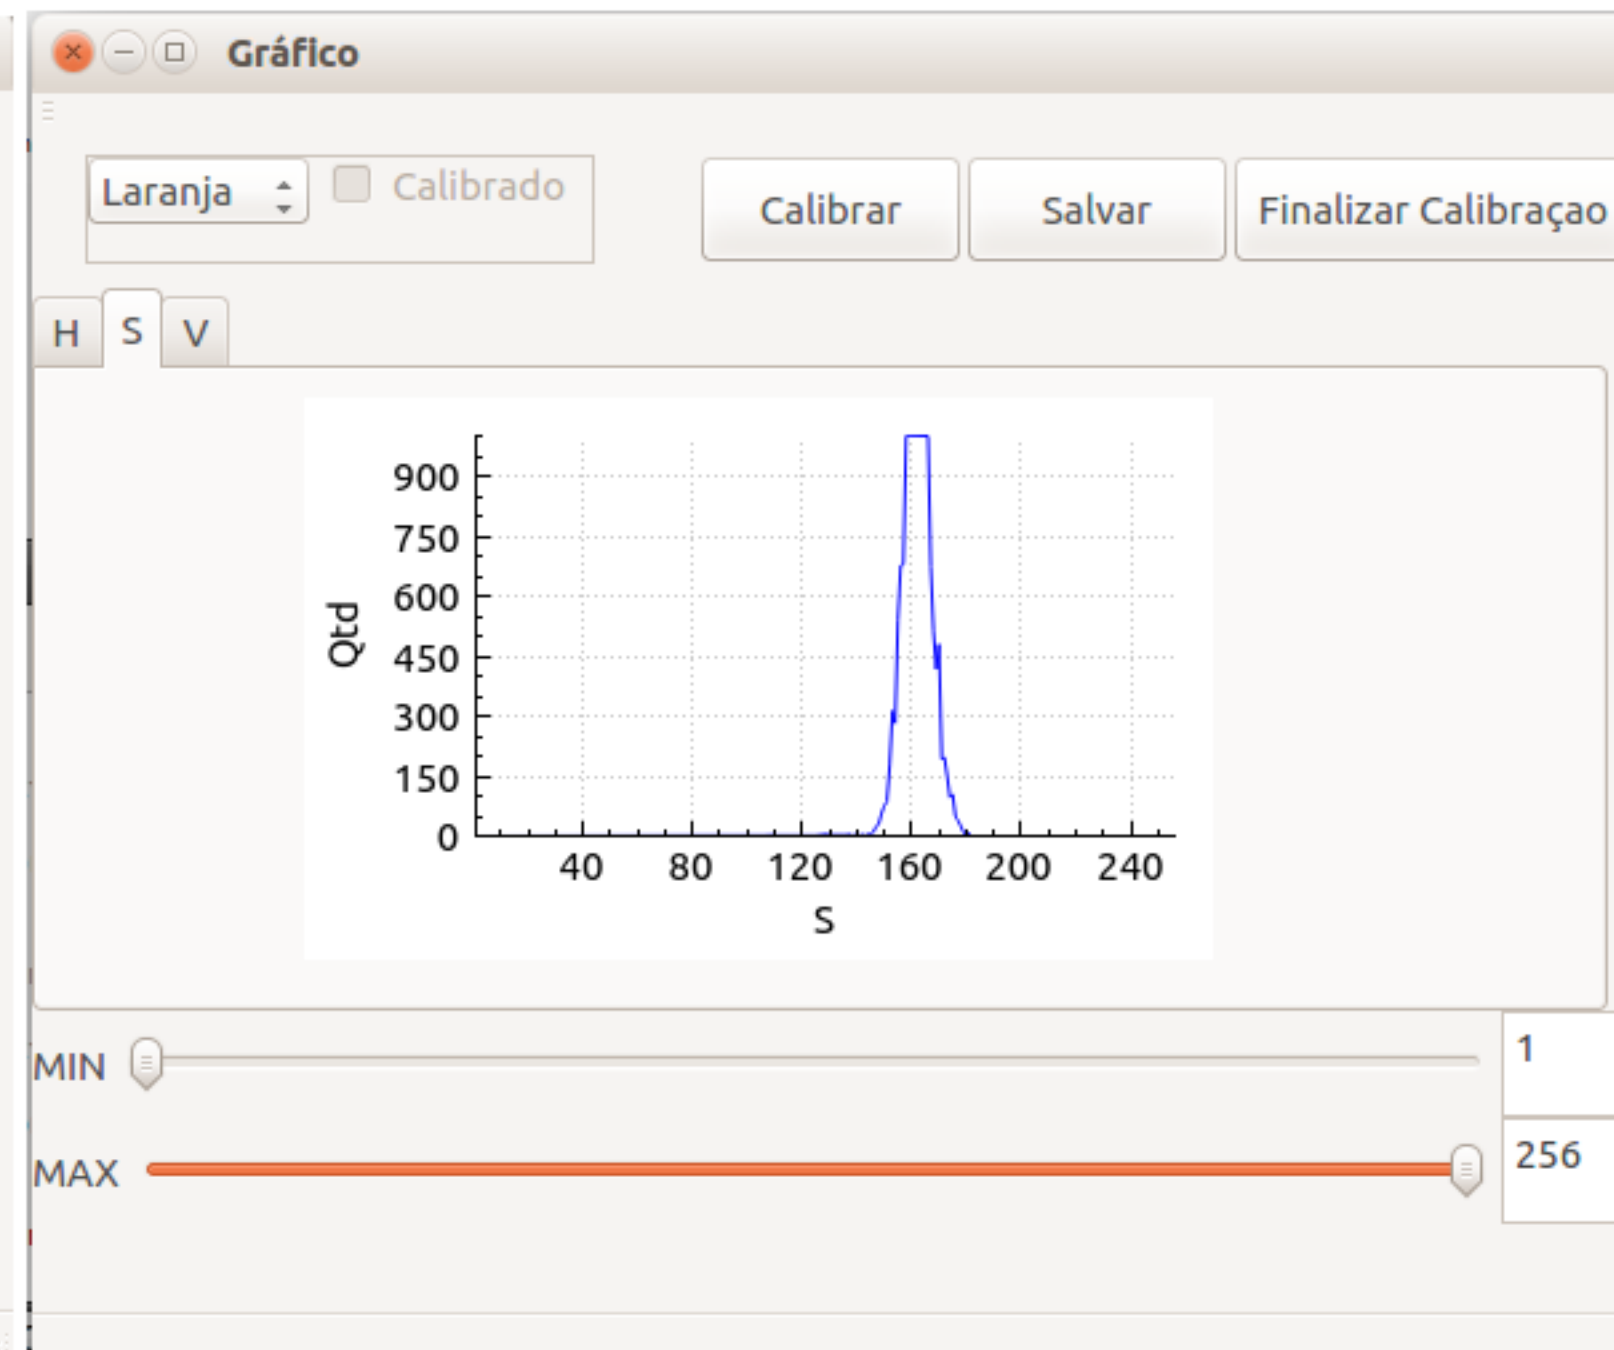 Gráfico
Laranja Calibrado Calibrar Salvar Finalizar Calibraçao
H S V
900
750
600
450
300
150
0
Qtd
40 80 120 160 200 240
S
MIN 1
MAX 256